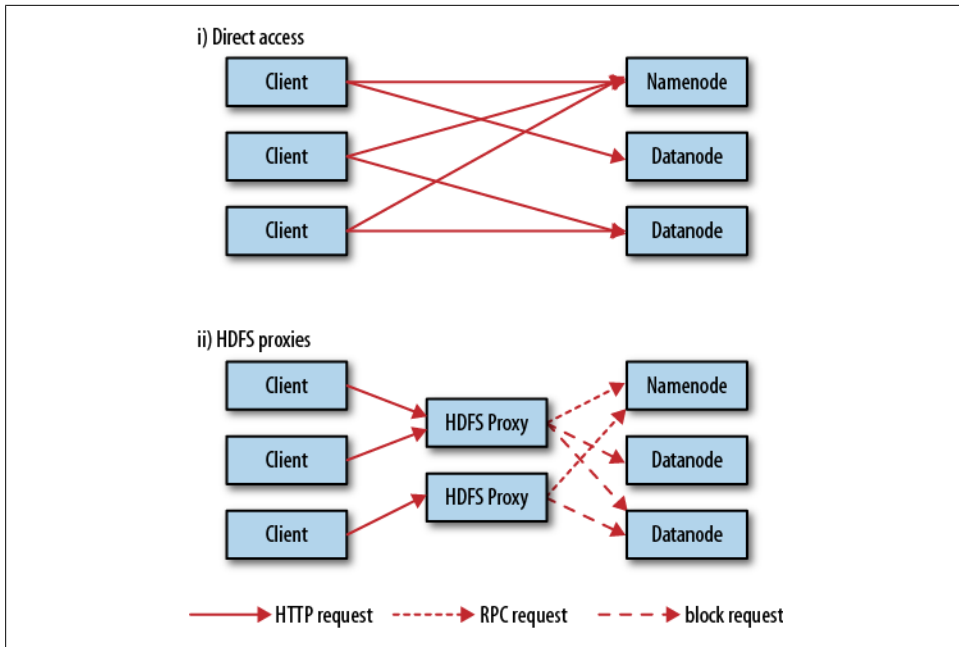 i) Direct access
Client
Namenode
Client
Datanode
Client
Datanode
ii) HDFS proxies
Client
Namenode
HDFS Proxy
Client
Datanode
HDFS Proxy
Client
Datanode
HTTP request
RPC request
block request